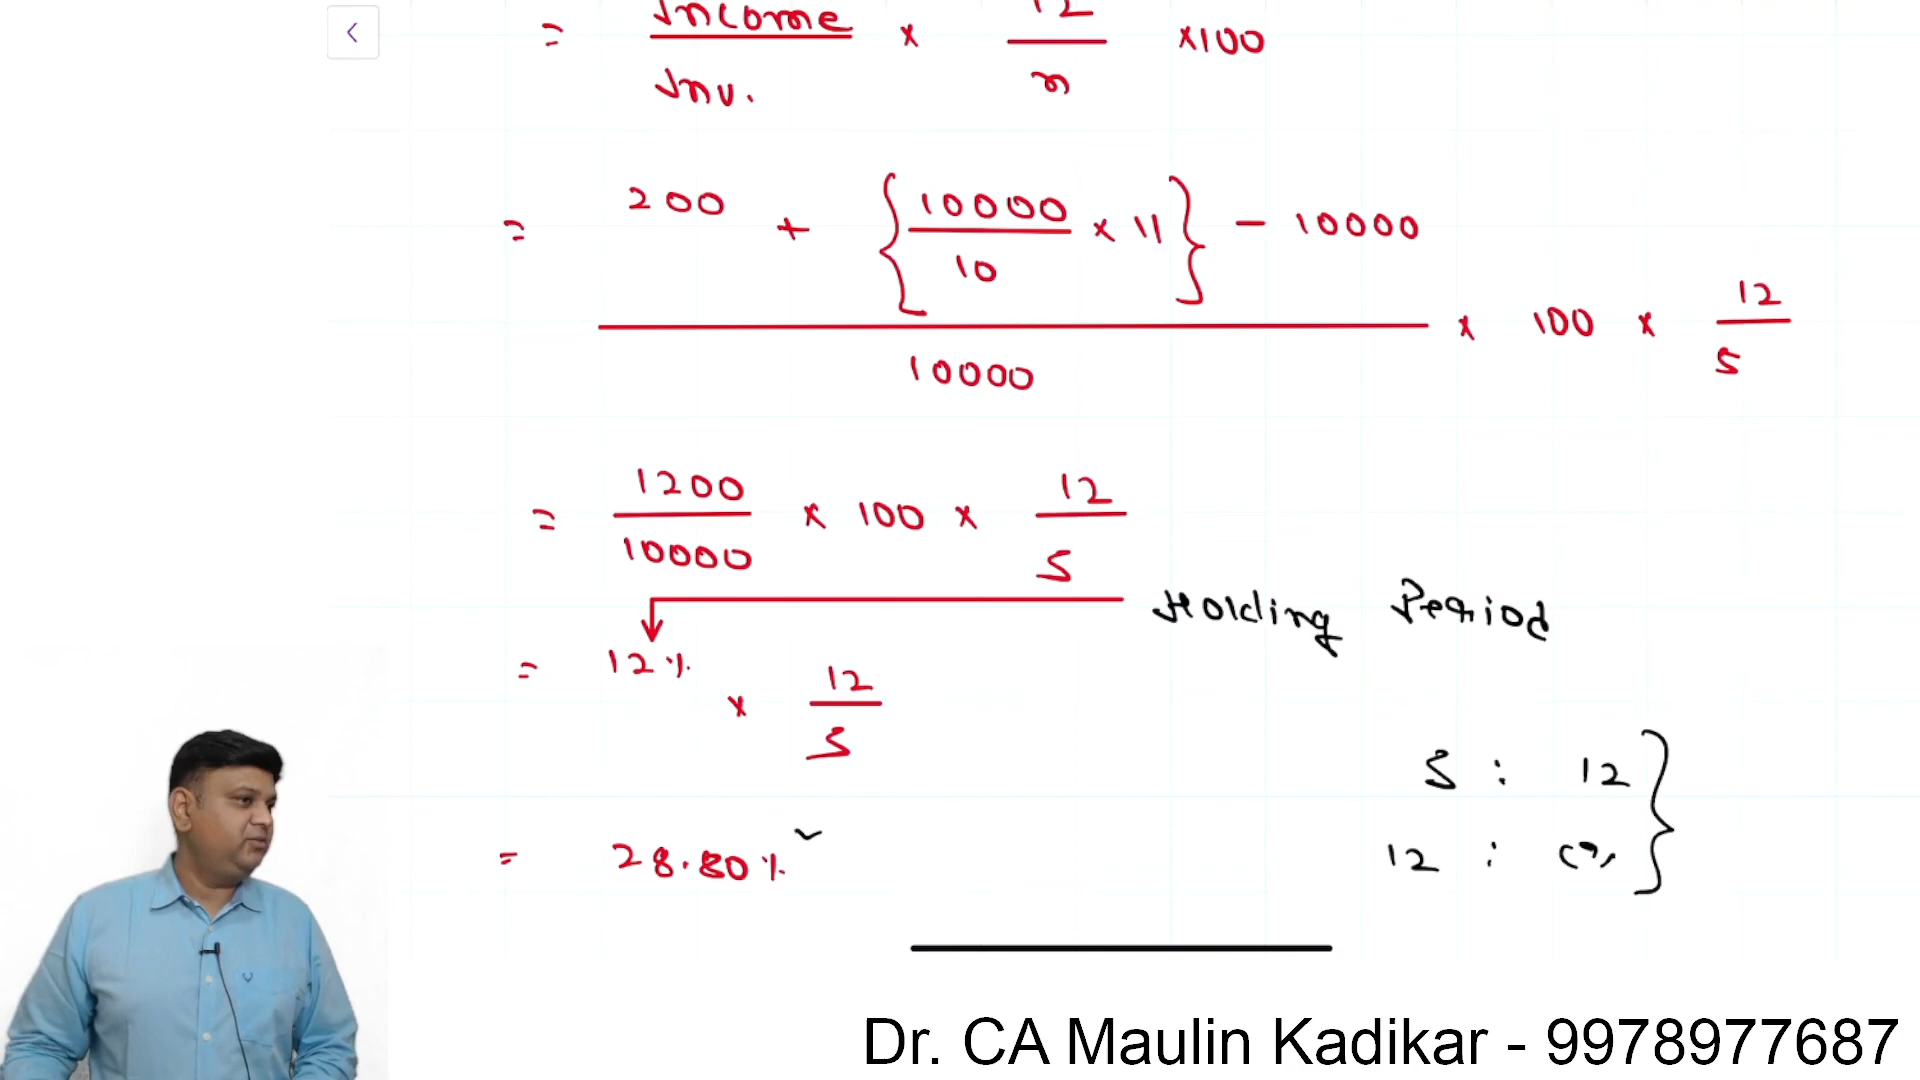 = Income / Inv. × 12 / n ×100
= 200 + { 10000 / 10 × 11 } - 10000 / 10000 × 100 × 12 / 5
= 1200 / 10000 × 100 × 12 / 5
Holding Period
= 12% × 12 / 5
= 28.80%
5 : 12
12 : (?)
Dr. CA Maulin Kadikar - 9978977687